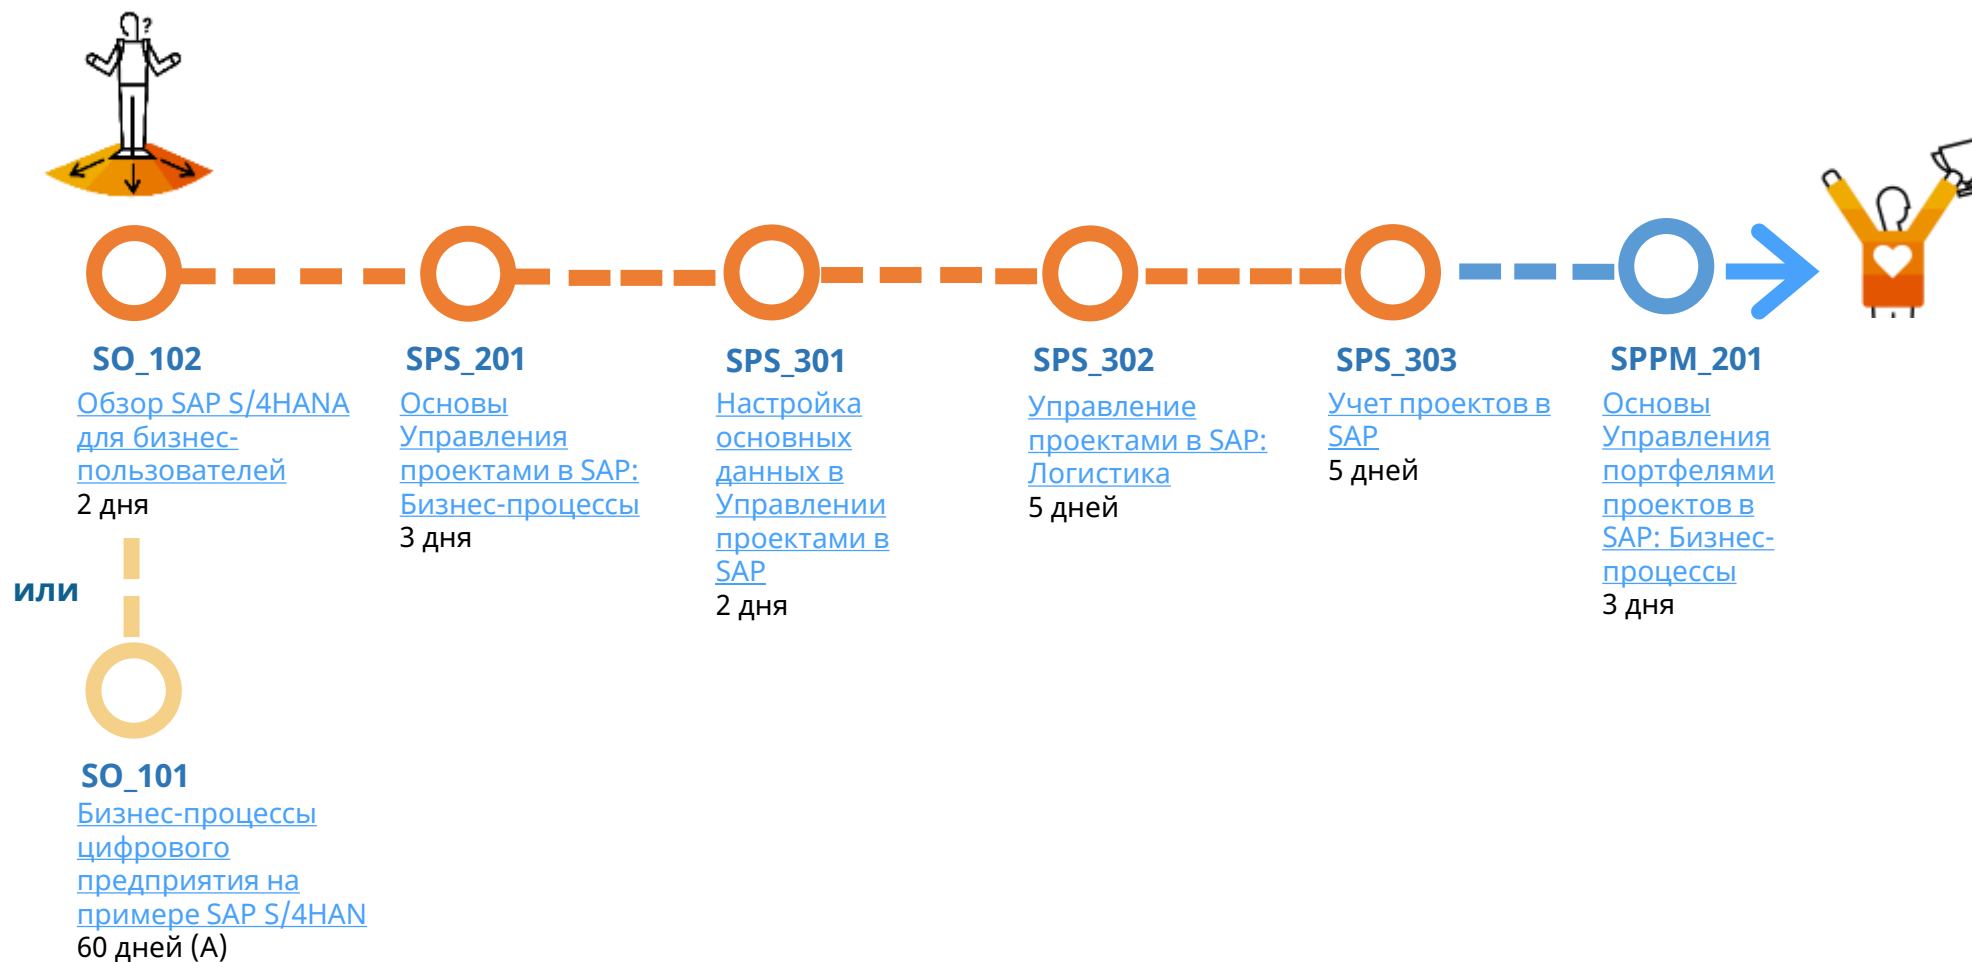 ?
SO_102
Обзор SAP S/4HANA
для бизнес-
пользователей
2 дня
или
SO_101
Бизнес-процессы
цифрового
предприятия на
примере SAP S/4HAN
60 дней (А)
SPS_201
Основы
Управления
проектами в SAP:
Бизнес-процессы
3 дня
SPS_301
Настройка
основных
данных в
Управлении
проектами в
SAP
2 дня
SPS_302
Управление
проектами в SAP:
Логистика
5 дней
SPS_303
Учет проектов в
SAP
5 дней
SPPM_201
Основы
Управления
портфелями
проектов в
SAP: Бизнес-
процессы
3 дня